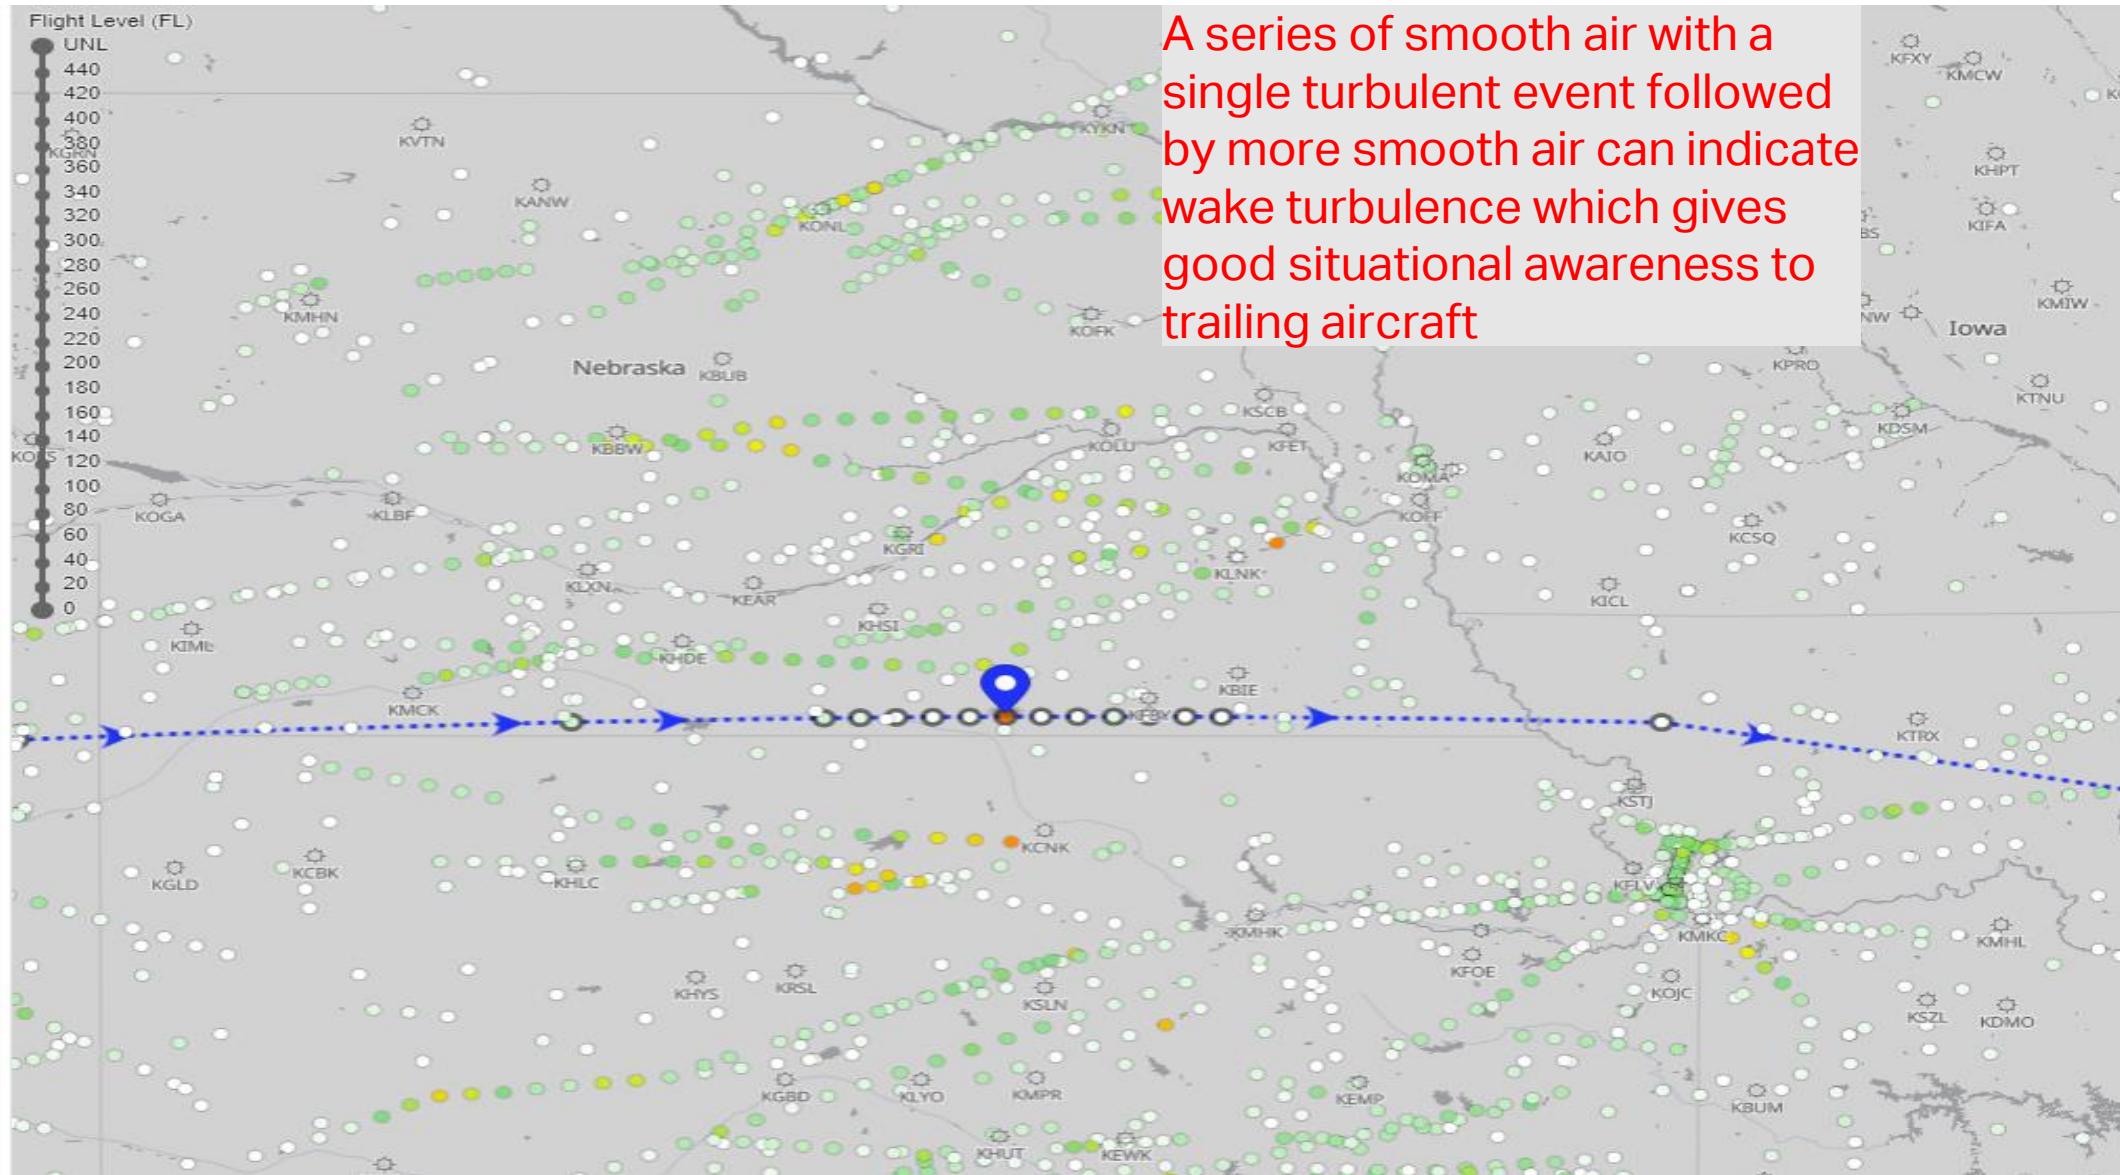 Flight Level (FL)
UNL
440
420
400
380
360
340
320
300
280
260
240
220
200
180
160
140
120
100
80
60
40
20
0
A series of smooth air with a
single turbulent event followed
by more smooth air can indicate
wake turbulence which gives
good situational awareness to
trailing aircraft
KFXY
KMCW
KGRN
KVTN
KYKN
KHPT
KANW
KONL
KIFA
KMHN
KOFK
KMIW
Iowa
Nebraska
KBUB
KPRO
KTNU
KSCB
KDSM
KBBW
KOLU
KFET
KAIO
KOMA
KOGA
KLBF
KOFF
KCSQ
KGRI
KLXN
KEAR
KLNK
KICL
KHSI
KIML
KHDE
KBIE
KMCK
KFBY
KTRX
KSTJ
KCNK
KGLD
KCBK
KHLC
KFLV
KMHK
KMKC
KMHL
KFOE
KHYS
KRSL
KSLN
KOJC
KSZL
KDMO
KGBD
KLYO
KMPR
KEMP
KBUM
KHUT
KEWK